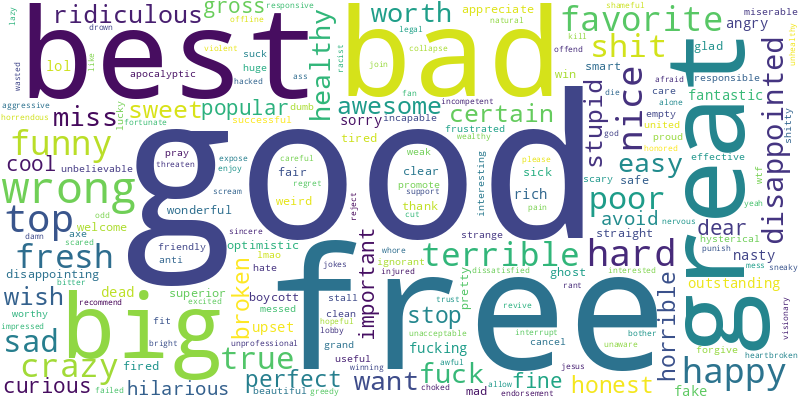 lazy
ridiculous
gross
responsive
offline
worth
appreciate
natural
shameful
miserable
best
bad
favorite
angry
drown
like
lol
wasted
apocalyptic
violent
suck
huge
hacked
ass
racist
healthy
legal
collapse
join
kill
offend
win
shit
glad
great
unhealthy
aggressive
horrendous
miss
lucky
fortunate
sweet
popular
successful
dumb
awesome
fan
incompetent
sorry
incapable
certain
smart
die
god
stupid
nice
afraid
care
empty
alone
united
proud
honored
responsible
fantastic
shitty
disappointed
wtf
yeah
effective
funny
cool
unbelievable
good
tired
frustrated
wealthy
pray
threaten
expose
enjoy
careful
fair
regret
weak
clear
promote
support
interesting
please
sick
rich
pain
scary
easy
safe
wrong
odd
welcome
top
damn
axe
scared
wonderful
scream
weird
thank
cut
reject
poor
avoid
straight
nervous
dear
hysterical
punish
nasty
mess
sneaky
fresh
friendly
anti
sincere
optimistic
lmao
whore
strange
important
ignorant
injured
terrible
dissatisfied
ghost
interested
rant
hard
horrible
outstanding
visionary
disappointing
bitter
wish
dead
recommend
superior
excited
broken
hate
boycott
messed
jokes
stall
clean
hopeful
lobby
free
pretty
trust
revive
stop
unacceptable
interrupt
cancel
bother
unaware
forgive
heartbroken
worthy
impressed
sad
big
fit
bright
upset
unprofessional
grand
true
useful
winning
fucking
awful
jesus
happy
crazy
fired
curious
failed
hilarious
perfect
beautiful
greedy
want
choked
fuck
mad
allow
endorsement
fine
honest
fake